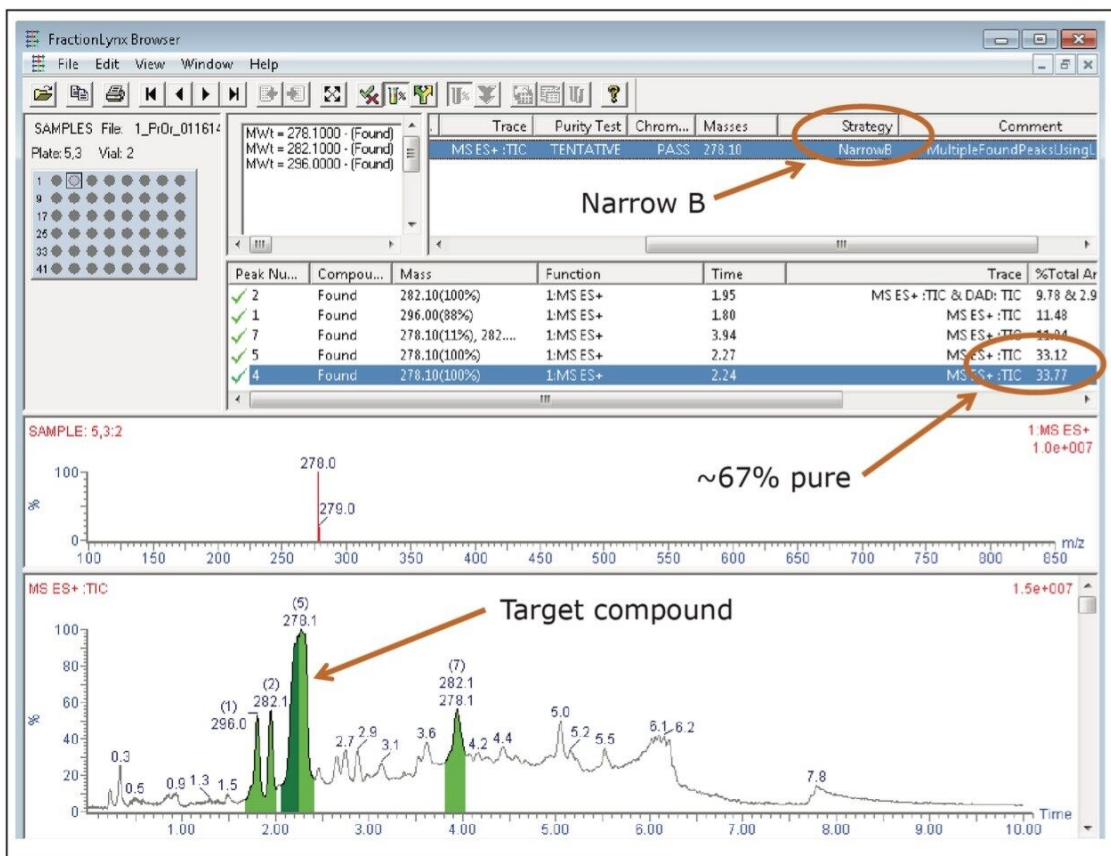 FractionLynx Browser
File Edit View Window Help
SAMPLES File: 1_Pr0r_011614
Plate: 5,3 Vial: 2
1
9
17
25
33
41
MWt = 278.1000 - (Found)
MWt = 282.1000 - (Found)
MWt = 296.0000 - (Found)
Trace Purity Test Chrom... Masses Strategy Comment
MS ES+ :TIC TENTATIVE PASS 278.10 NarrowB MultipleFoundPeaksUsingL
Narrow B
Peak Nu... Compou... Mass Function Time Trace %Total Ar
2 Found 282.10(100%) 1:MS ES+ 1.95 MS ES+ :TIC & DAD: TIC 9.78 & 2.9
1 Found 296.00(88%) 1:MS ES+ 1.80 MS ES+ :TIC 11.48
7 Found 278.10(11%), 282.... 1:MS ES+ 3.94 MS ES+ :TIC
5 Found 278.10(100%) 1:MS ES+ 2.27 MS ES+ :TIC 33.12
4 Found 278.10(100%) 1:MS ES+ 2.24 MS ES+ :TIC 33.77
SAMPLE: 5,3:2
1:MS ES+
1.0e+007
~67% pure
278.0
279.0
100
%
0
100 150 200 250 300 350 400 450 500 550 600 650 700 750 800 850
m/z
MS ES+ :TIC
1.5e+007
Target compound
(5)
278.1
(7)
282.1
278.1
(2)
282.1
(1)
296.0
0.3 0.5 0.9 1.3 1.5 2.7 2.9 3.1 3.6 4.2 4.4 5.0 5.2 5.5 6.1 6.2 7.8
100
80
60
%
40
20
0
1.00 2.00 3.00 4.00 5.00 6.00 7.00 8.00 9.00 10.00
Time